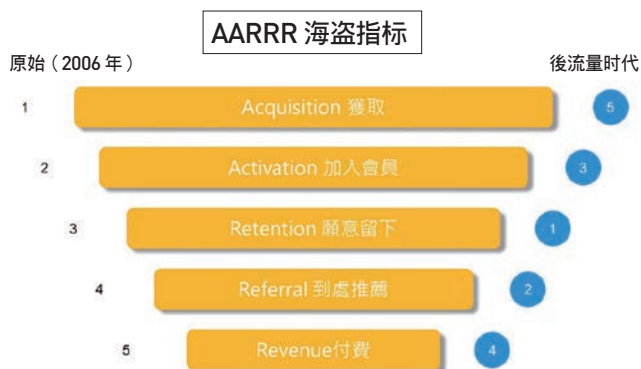 AARRR 海盗指标
原始（2006 年） 後流量时代
1 Acquisition 獲取 5
2 Activation 加入會員 3
3 Retention 願意留下 1
4 Referral 到處推薦 2
5 Revenue付費 4